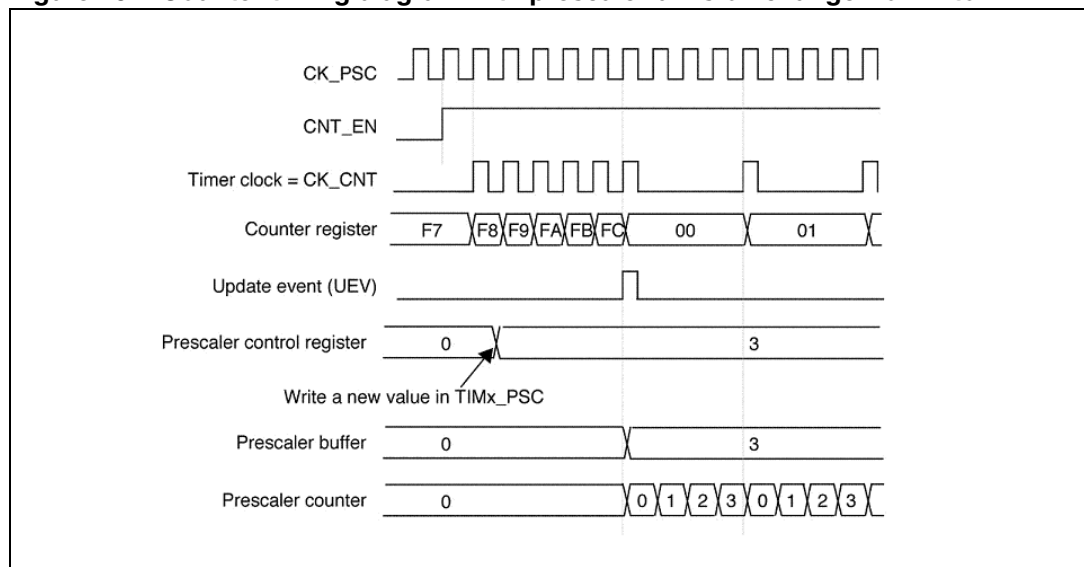 CK_PSC
CNT_EN
Timer clock = CK_CNT
Counter register F7 F8 F9 FA FB FC 00 01
Update event (UEV)
Prescaler control register 0 3
Write a new value in TIMx_PSC
Prescaler buffer 0 3
Prescaler counter 0 0 1 2 3 0 1 2 3